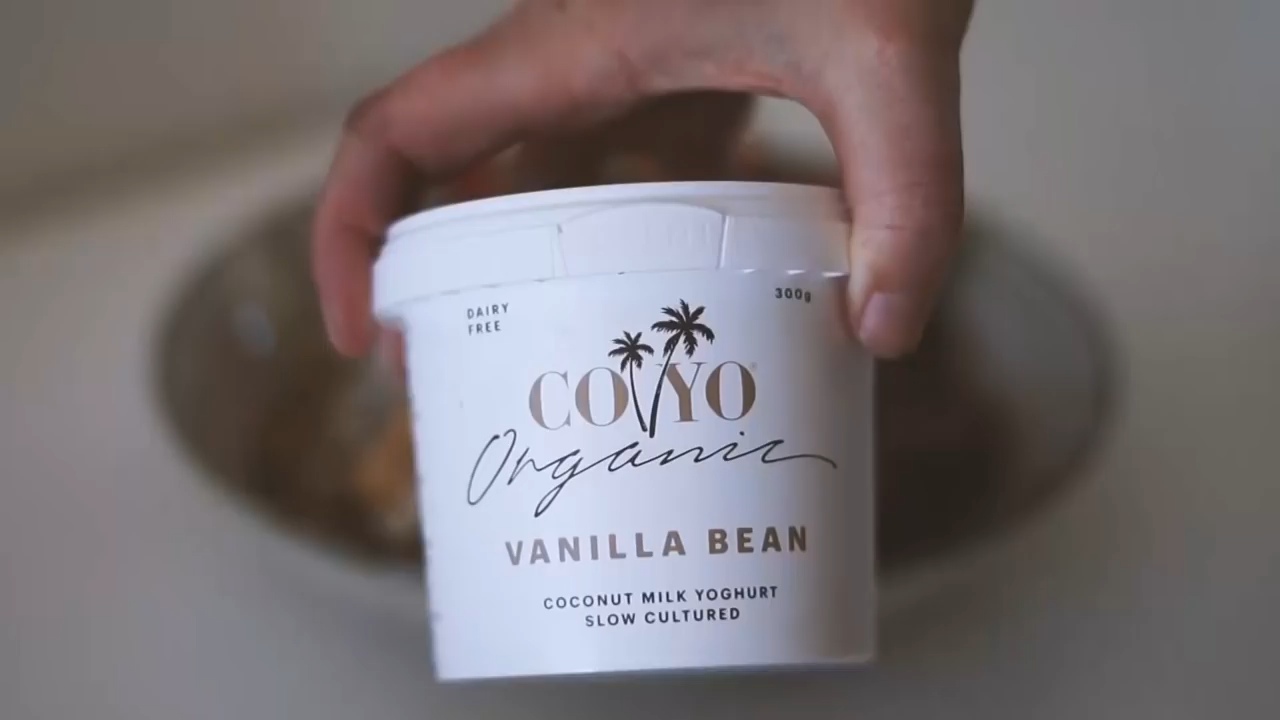 DAIRY
FREE
300g
COYO®
Organic
VANILLA BEAN
COCONUT MILK YOGHURT
SLOW CULTURED